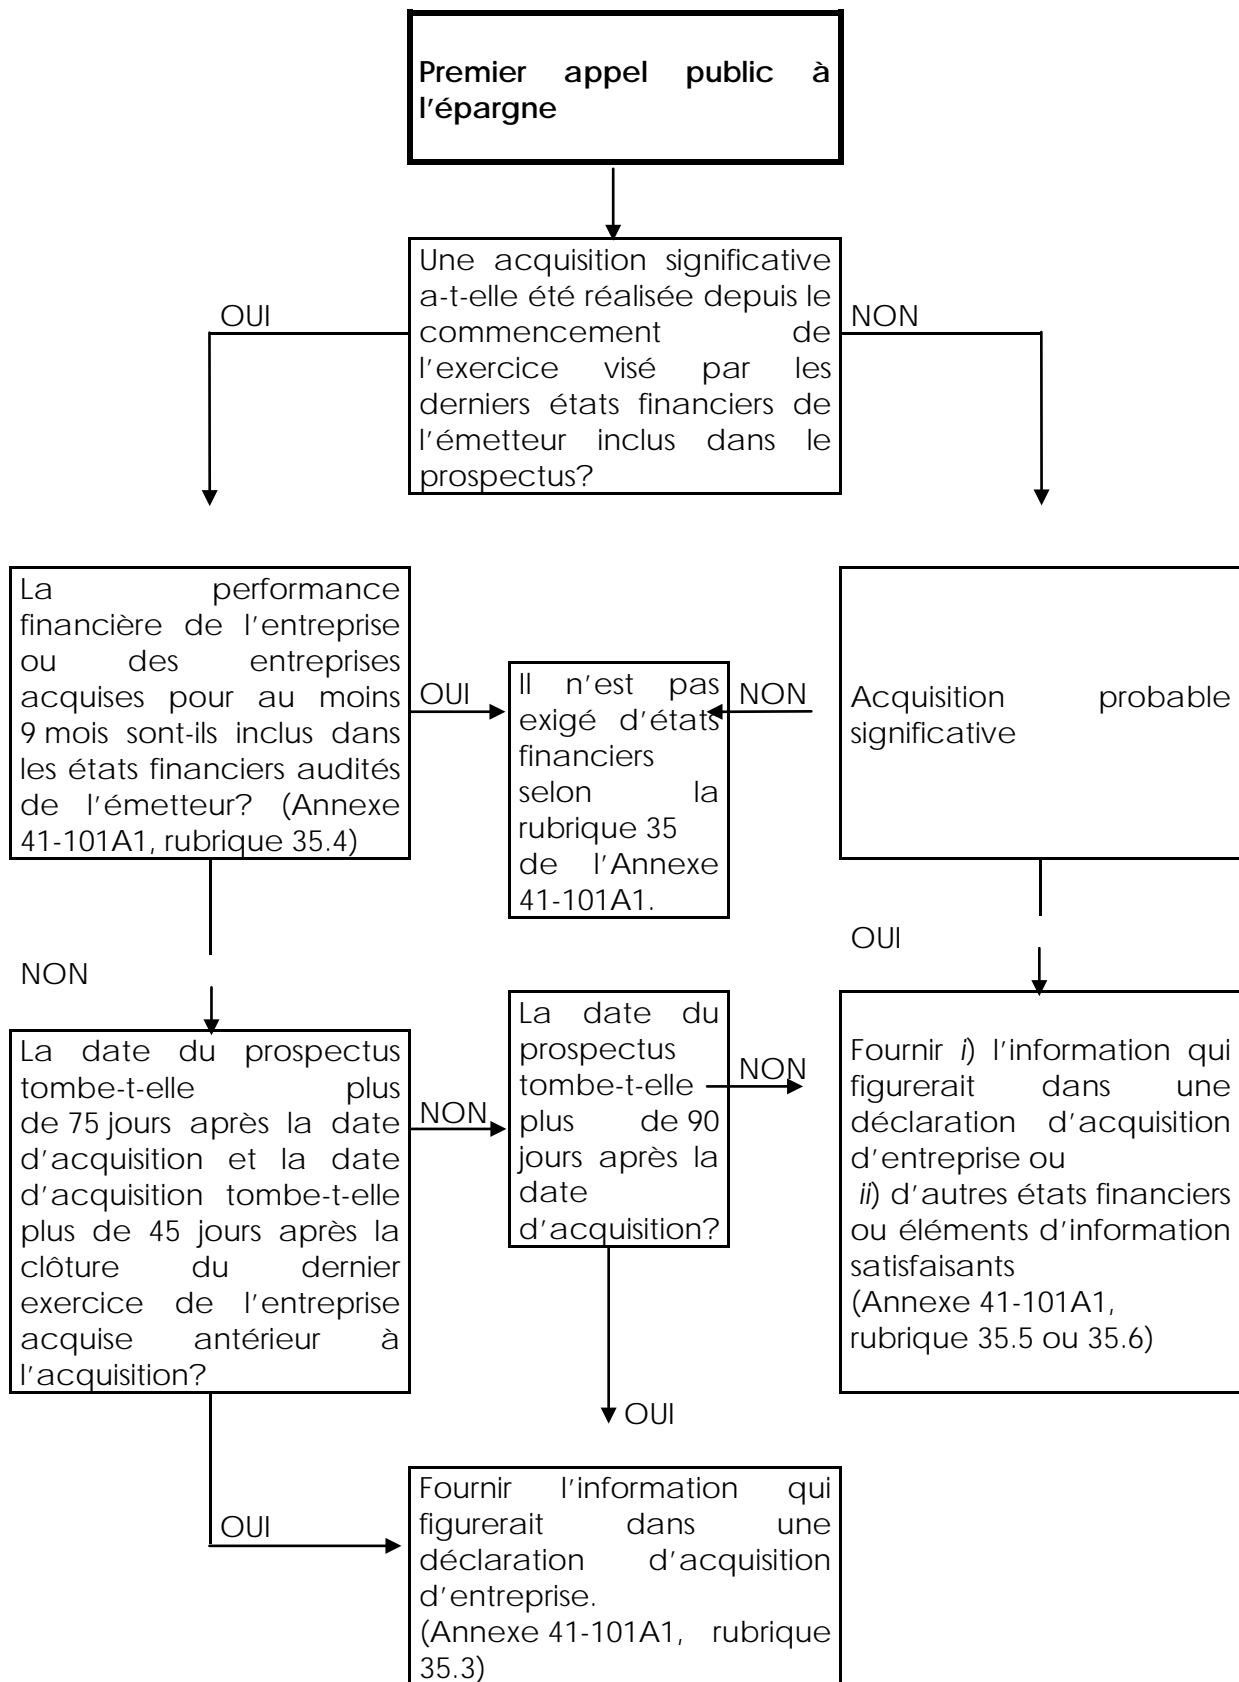 Premier appel public à
l'épargne
Une acquisition significative
a-t-elle été réalisée depuis le
commencement de
l'exercice visé par les
derniers états financiers de
l'émetteur inclus dans le
prospectus?
OUI
NON
La performance
financière de l'entreprise
ou des entreprises
acquises pour au moins
9 mois sont-ils inclus dans
les états financiers audités
de l'émetteur? (Annexe
41-101A1, rubrique 35.4)
OUI
Il n'est pas
exigé d'états
financiers
selon la
rubrique 35
de l'Annexe
41-101A1.
NON
Acquisition probable
significative
NON
OUI
La date du prospectus
tombe-t-elle plus
de 75 jours après la date
d'acquisition et la date
d'acquisition tombe-t-elle
plus de 45 jours après la
clôture du dernier
exercice de l'entreprise
acquise antérieur à
l'acquisition?
NON
La date du
prospectus
tombe-t-elle
plus de 90
jours après la
date
d'acquisition?
NON
Fournir i) l'information qui
figurerait dans une
déclaration d'acquisition
d'entreprise ou
ii) d'autres états financiers
ou éléments d'information
satisfaisants
(Annexe 41-101A1,
rubrique 35.5 ou 35.6)
OUI
OUI
Fournir l'information qui
figurerait dans une
déclaration d'acquisition
d'entreprise.
(Annexe 41-101A1, rubrique
35.3)